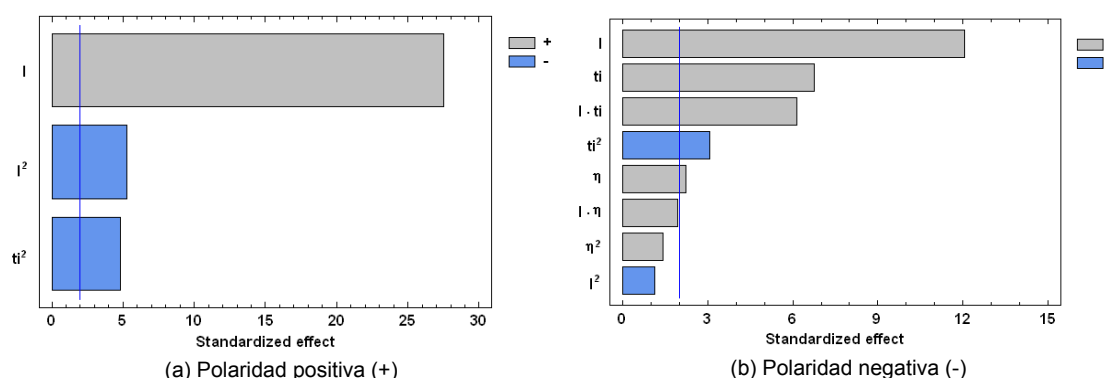 I
I²
ti²
0 5 10 15 20 25 30
Standardized effect
+
-
(a) Polaridad positiva (+)
I
ti
I · ti
ti²
η
I · η
η²
I²
0 3 6 9 12 15
Standardized effect
(b) Polaridad negativa (-)